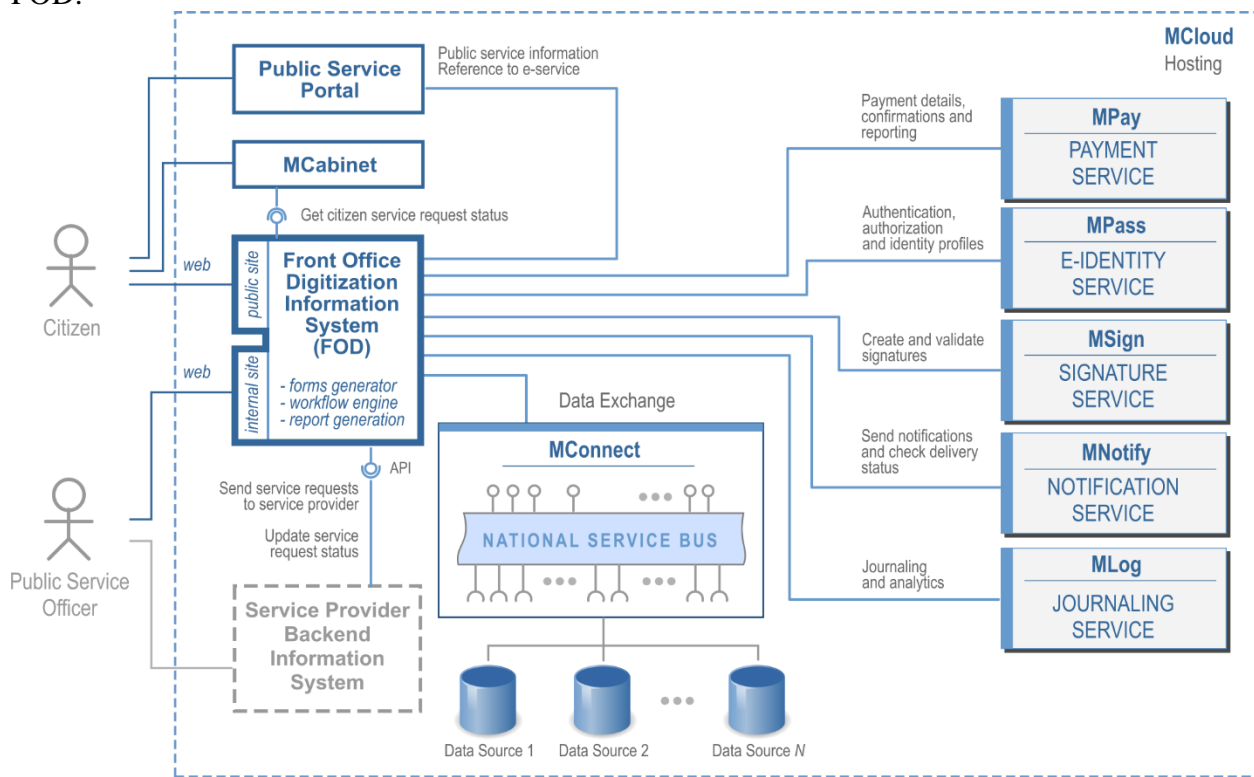 FOD.
MCloud
Hosting
Public Service
Portal
Public service information
Reference to e-service
MCabinet
Get citizen service request status
Citizen
web
public site
Front Office
Digitization
Information
System
(FOD)
- forms generator
- workflow engine
- report generation
internal site
web
Public Service
Officer
API
Send service requests
to service provider
Update service
request status
Service Provider
Backend
Information
System
Data Exchange
MConnect
NATIONAL SERVICE BUS
Data Source 1
Data Source 2
Data Source N
Payment details,
confirmations and
reporting
MPay
PAYMENT
SERVICE
Authentication,
authorization
and identity profiles
MPass
E-IDENTITY
SERVICE
Create and validate
signatures
MSign
SIGNATURE
SERVICE
Send notifications
and check delivery
status
MNotify
NOTIFICATION
SERVICE
Journaling
and analytics
MLog
JOURNALING
SERVICE